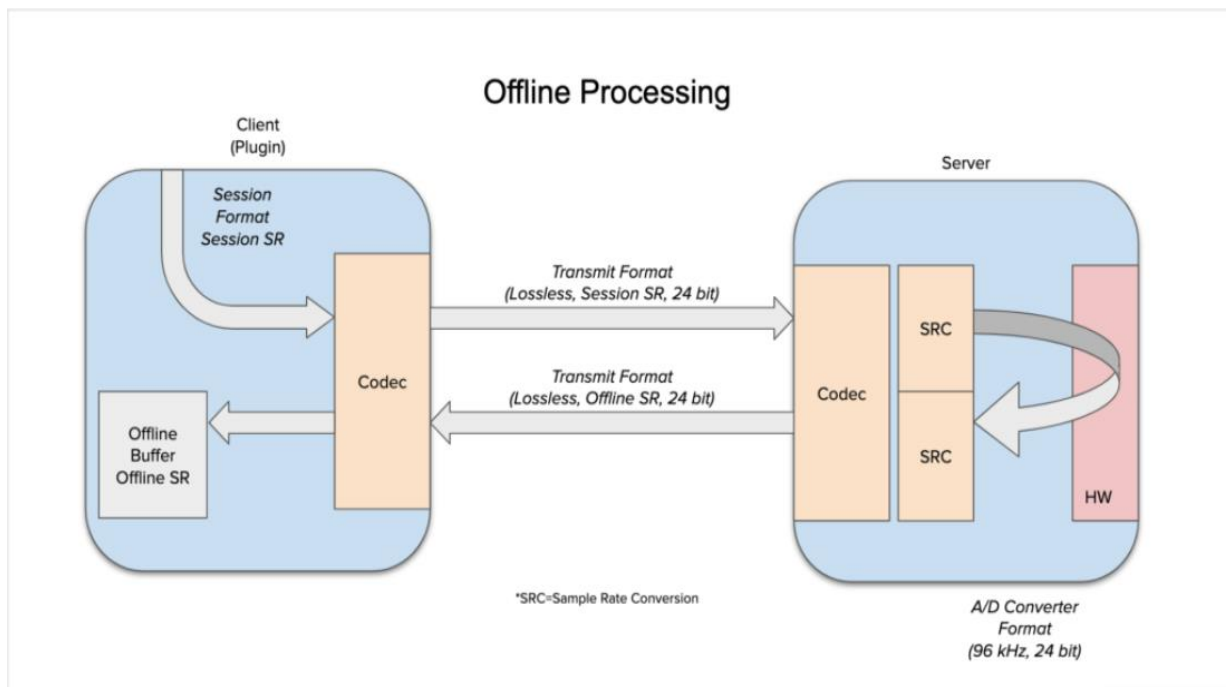 Offline Processing
Client
(Plugin)
Server
Session
Format
Session SR
Transmit Format
(Lossless, Session SR, 24 bit)
SRC
Codec
Transmit Format
(Lossless, Offline SR, 24 bit)
Codec
Offline
Buffer
Offline SR
SRC
HW
*SRC=Sample Rate Conversion
A/D Converter
Format
(96 kHz, 24 bit)